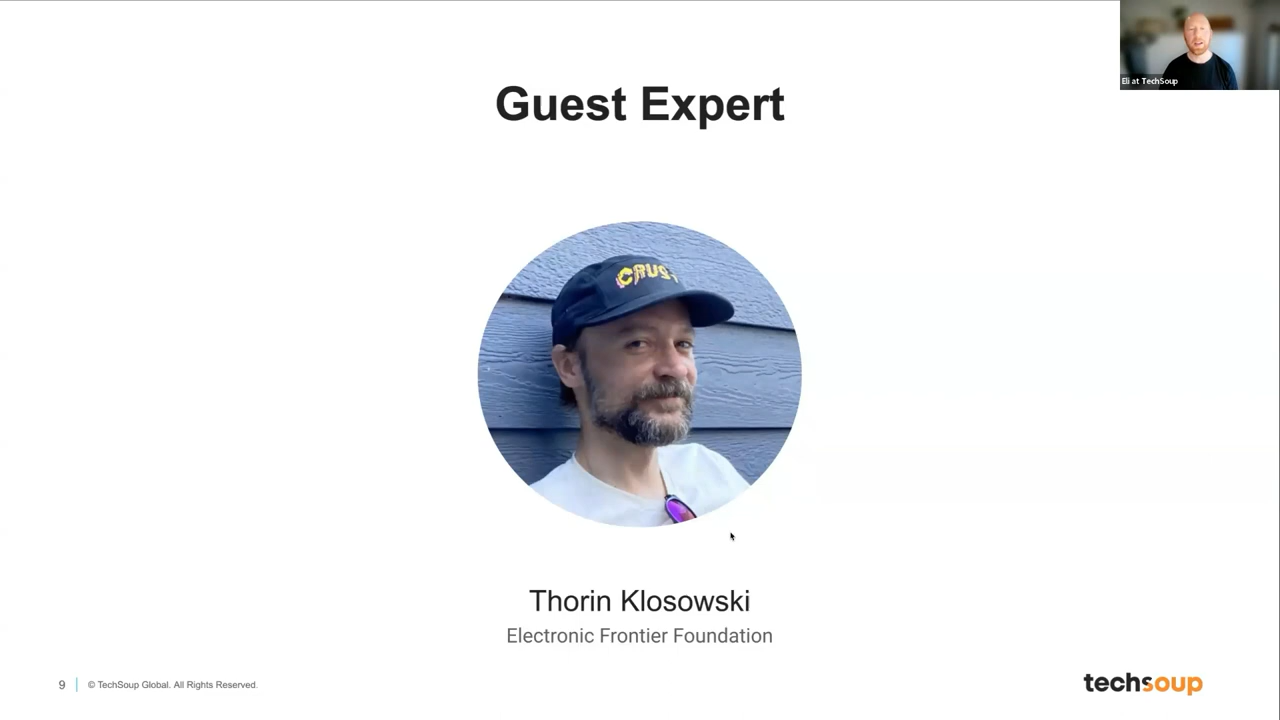 Eli at TechSoup
Guest Expert
CRUST
Thorin Klosowski
Electronic Frontier Foundation
9
© TechSoup Global. All Rights Reserved.
techsoup